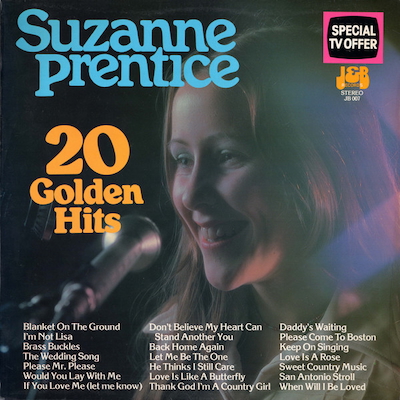 Suzanne
prentice
SPECIAL
TV OFFER
J&B
RECORDS
STEREO
JB 007
20
Golden
Hits
Blanket On The Ground
I'm Not Lisa
Brass Buckles
The Wedding Song
Please Mr. Please
Would You Lay With Me
If You Love Me (let me know)
Don't Believe My Heart Can
Stand Another You
Back Home Again
Let Me Be The One
He Thinks I Still Care
Love Is Like A Butterfly
Thank God I'm A Country Girl
Daddy's Waiting
Please Come To Boston
Keep On Singing
Love Is A Rose
Sweet Country Music
San Antonio Stroll
When Will I Be Loved